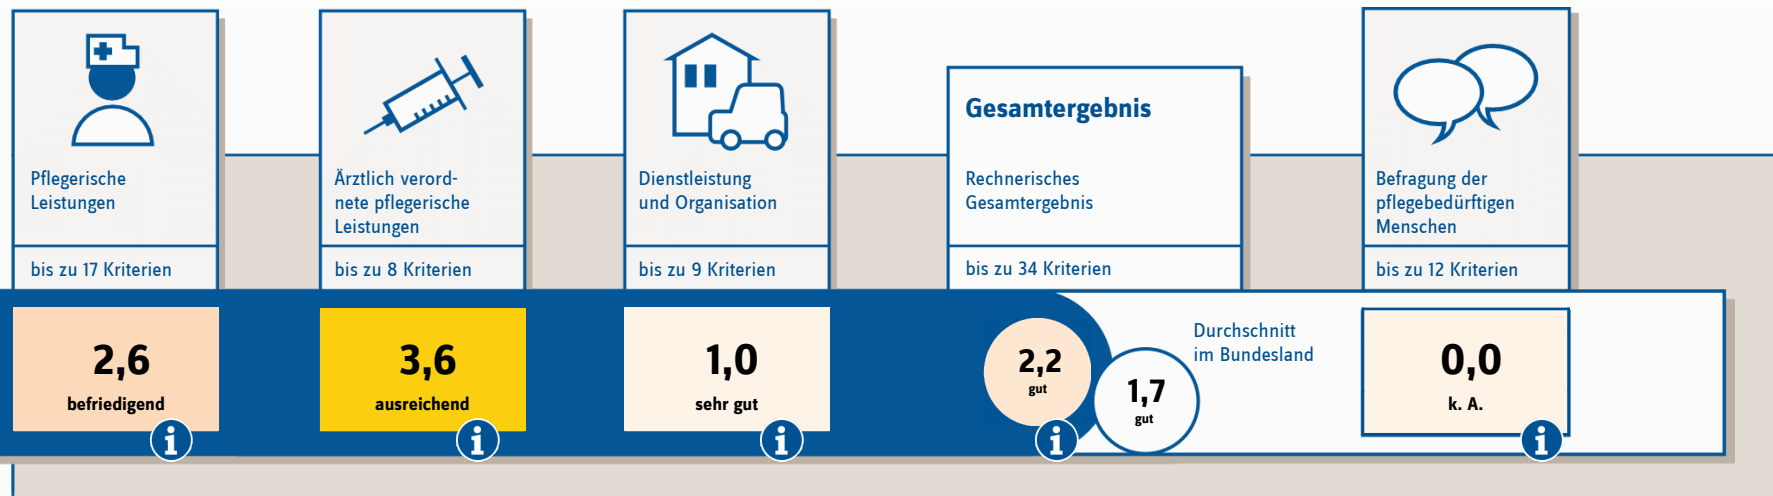 Pflegerische
Leistungen
bis zu 17 Kriterien
2,6
befriedigend
i
Ärztlich verord-
nete pflegerische
Leistungen
bis zu 8 Kriterien
3,6
ausreichend
i
Dienstleistung
und Organisation
bis zu 9 Kriterien
1,0
sehr gut
i
Gesamtergebnis
Rechnerisches
Gesamtergebnis
bis zu 34 Kriterien
2,2
gut
i
1,7
gut
Durchschnitt
im Bundesland
Befragung der
pflegebedürftigen
Menschen
bis zu 12 Kriterien
0,0
k. A.
i